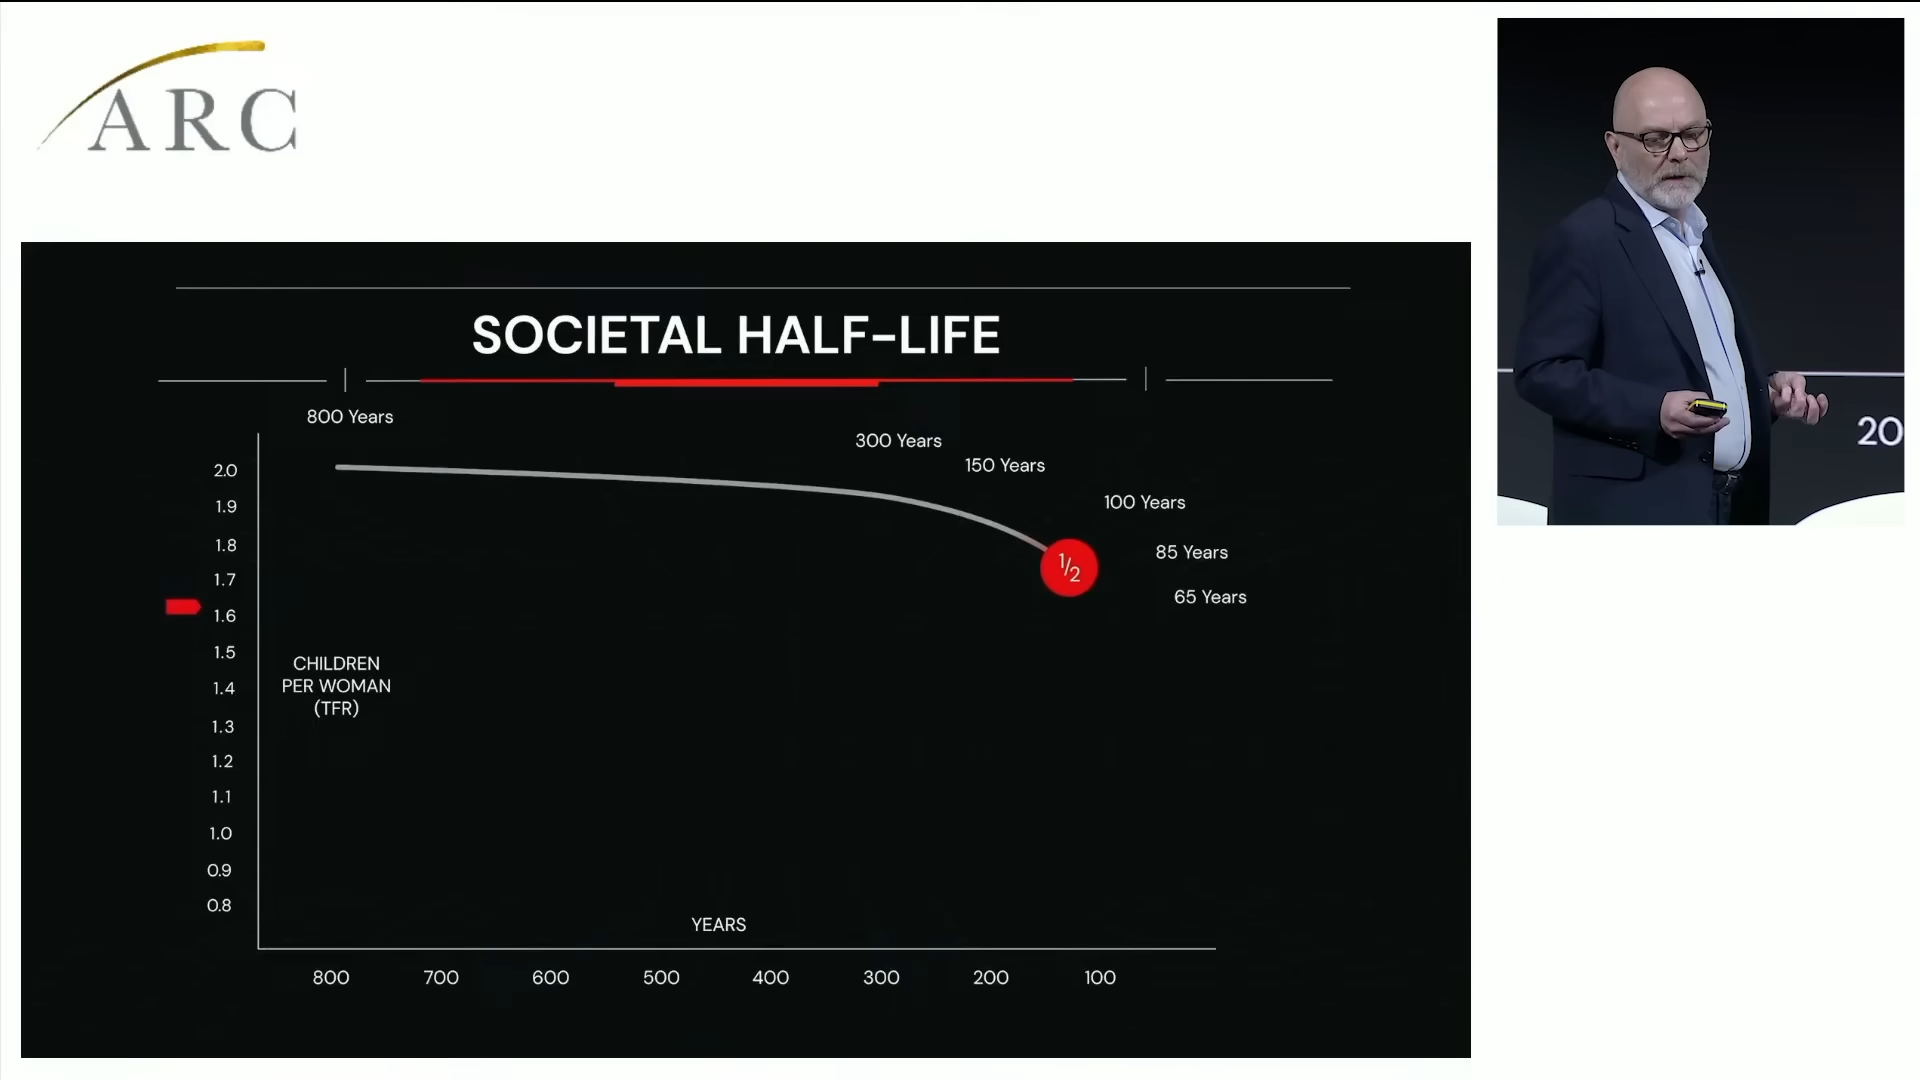 ARC
SOCIETAL HALF-LIFE
800 Years
300 Years
150 Years
100 Years
85 Years
65 Years
2.0
1.9
1.8
1.7
1.6
1.5
1.4
1.3
1.2
1.1
1.0
0.9
0.8
CHILDREN
PER WOMAN
(TFR)
1/2
YEARS
800 700 600 500 400 300 200 100
20